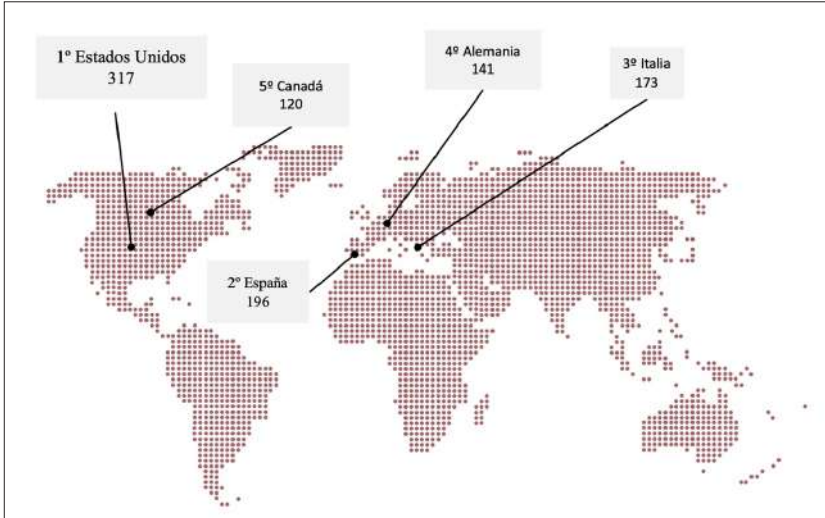 1º Estados Unidos
317
5º Canadá
120
4º Alemania
141
3º Italia
173
2º España
196